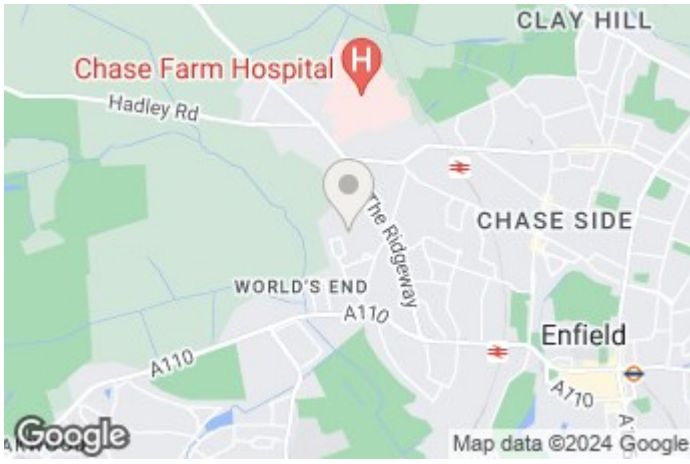 CLAY HILL
Chase Farm Hospital
H
Hadley Rd
The Ridgeway
CHASE SIDE
WORLD'S END
A110
Enfield
A110
A110
Google
Map data ©2024 Google